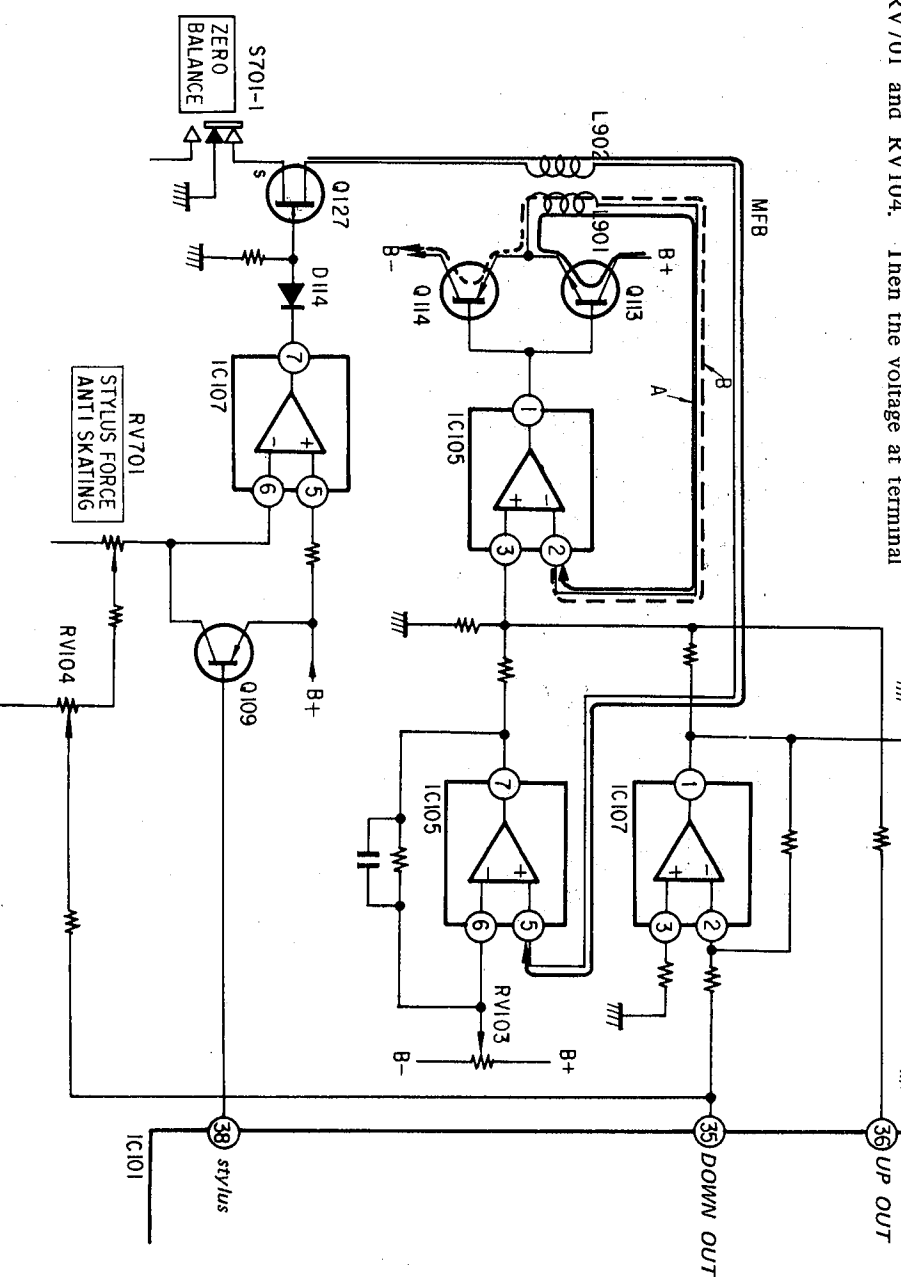 RV701 and RV104. Then the voltage at terminal
MFB
L902
L901
S701-1
ZERO
BALANCE
S
Q127
B+
Q113
B-
Q114
B
A
D114
7
IC107
-
+
6
5
1
IC105
+
-
3
2
RV701
STYLUS FORCE
ANTI SKATING
RV104
Q109
B+
7
IC105
-
+
6
5
1
IC107
+
-
3
2
RV103
B-
B+
38
stylus
35
DOWN OUT
36
UP OUT
IC101